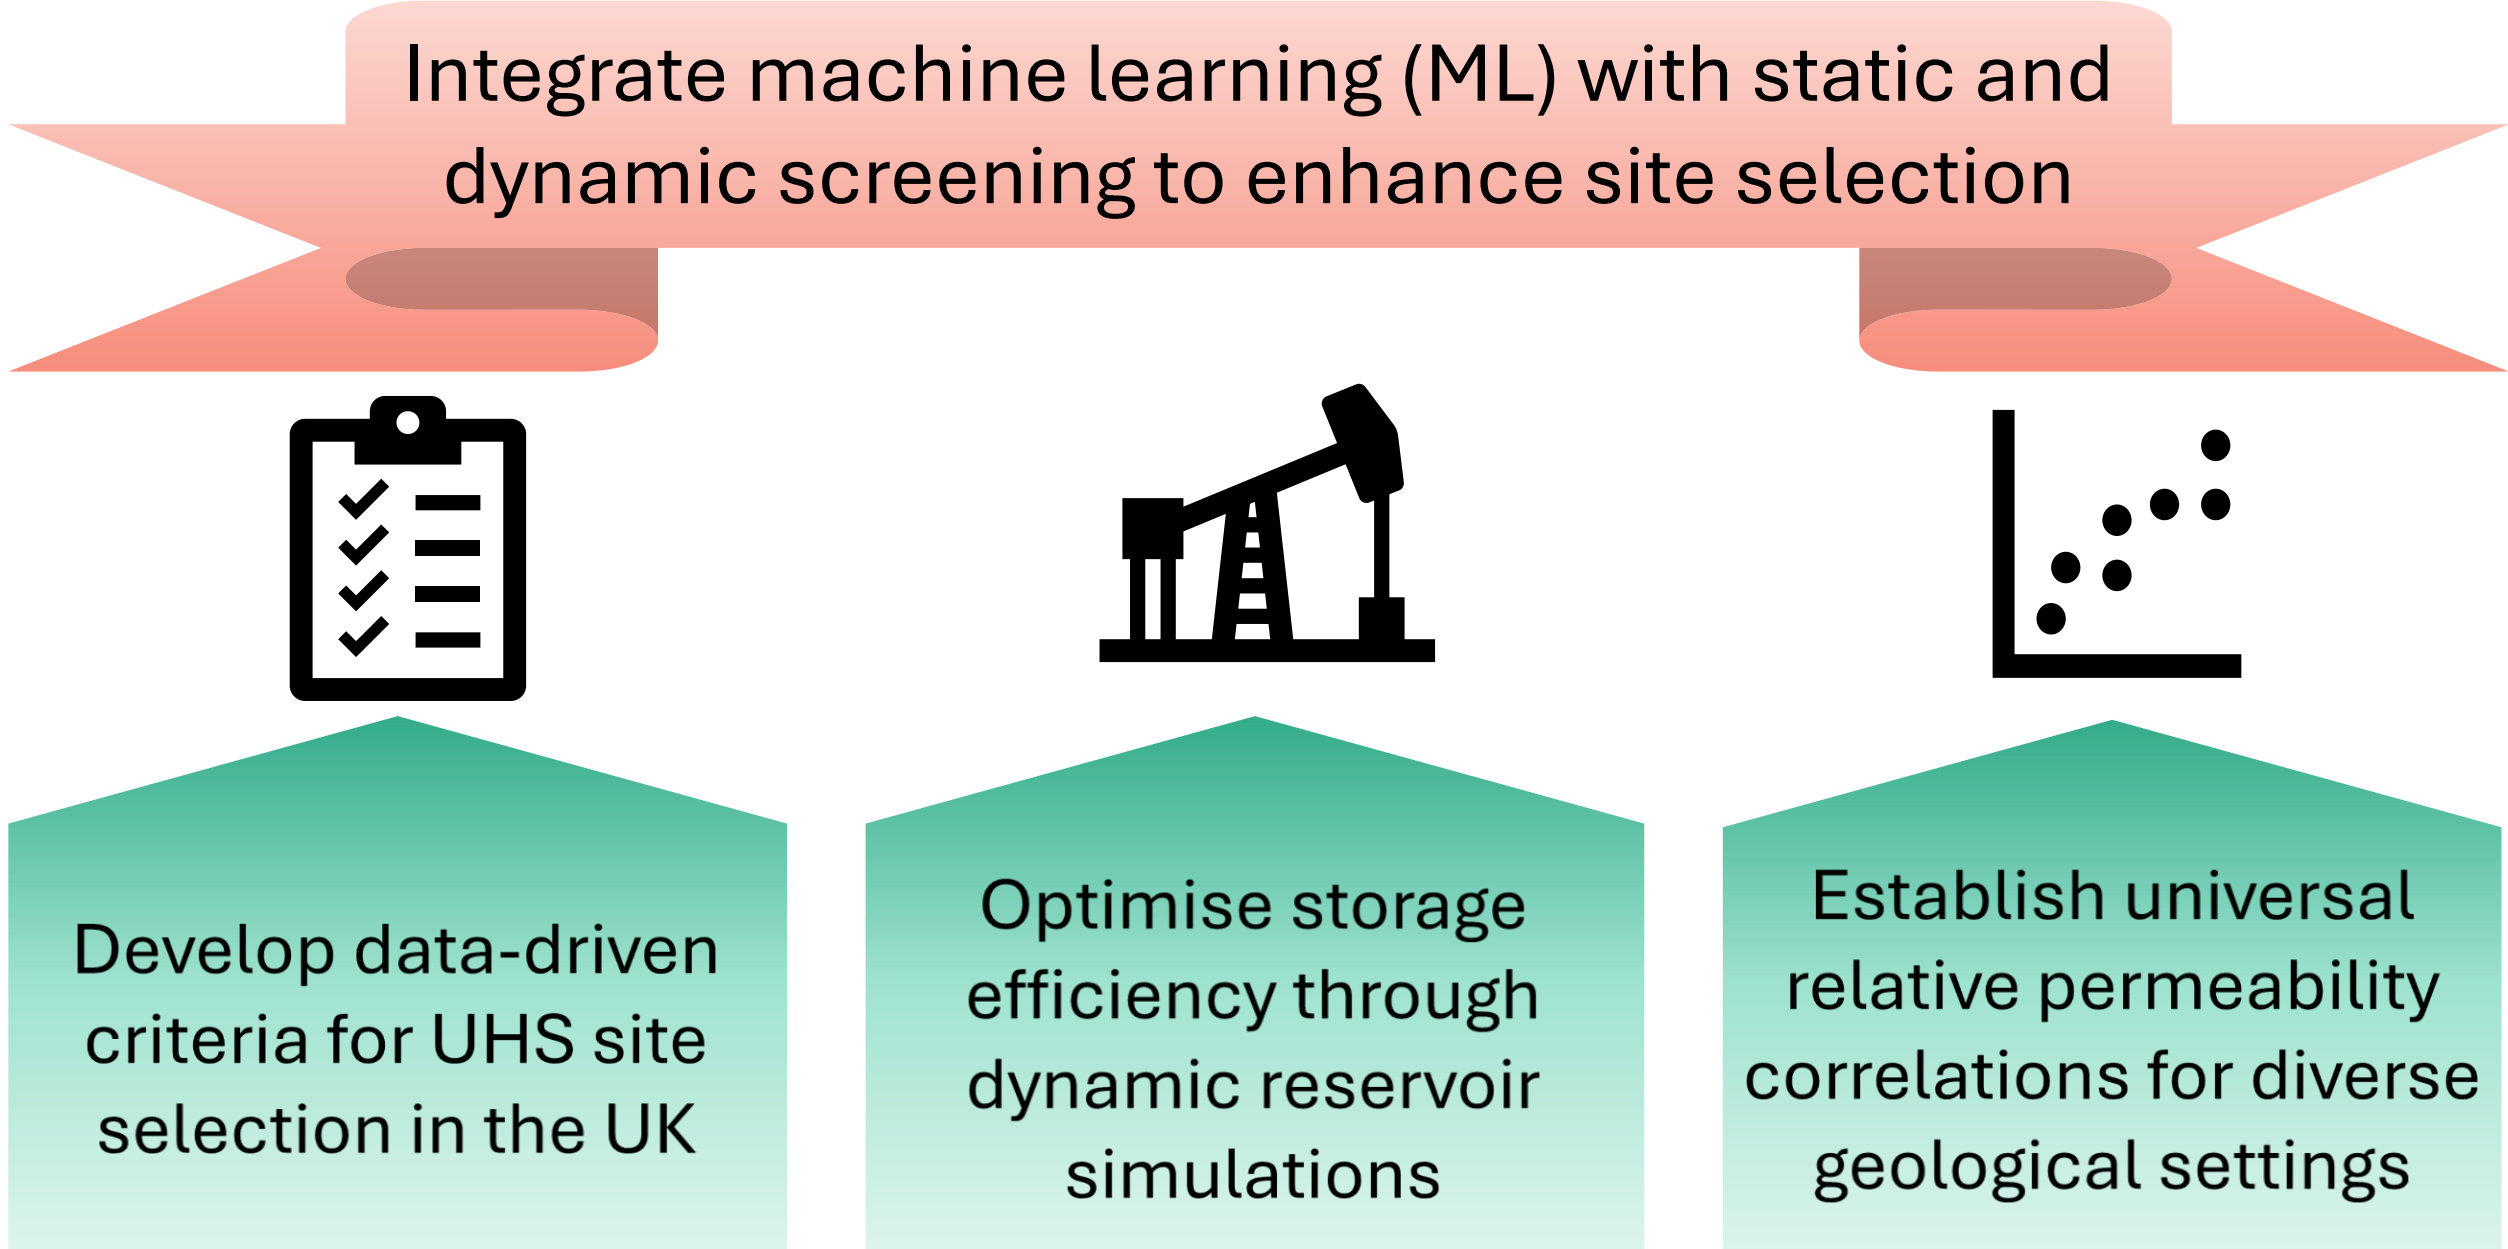 Integrate machine learning (ML) with static and
dynamic screening to enhance site selection
Develop data-driven
criteria for UHS site
selection in the UK
Optimise storage
efficiency through
dynamic reservoir
simulations
Establish universal
relative permeability
correlations for diverse
geological settings